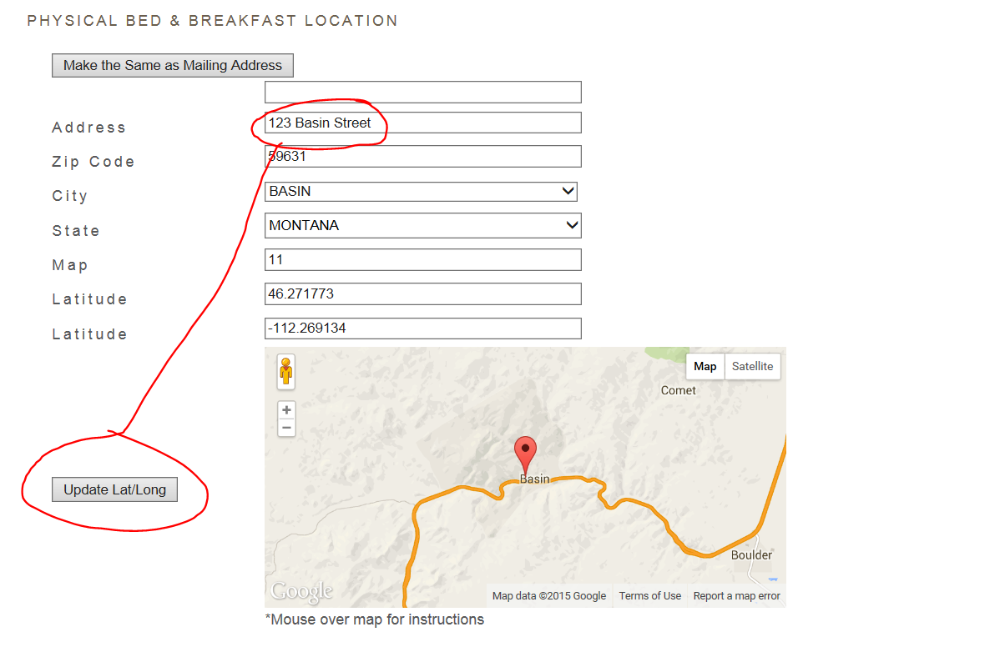 PHYSICAL BED & BREAKFAST LOCATION
Make the Same as Mailing Address
Address 123 Basin Street
Zip Code 59631
City BASIN
State MONTANA
Map 11
Latitude 46.271773
Latitude -112.269134
Map Satellite
Comet
+
−
Basin
Update Lat/Long
Boulder
Google
Map data ©2015 Google Terms of Use Report a map error
*Mouse over map for instructions